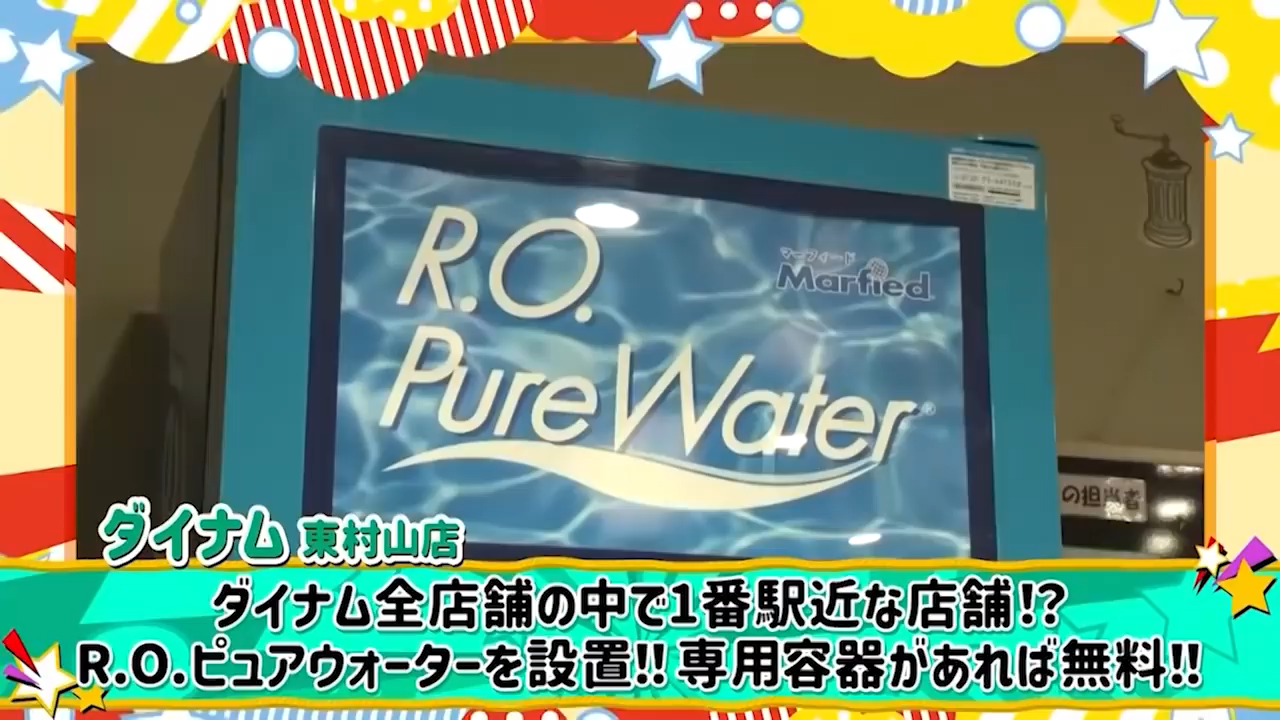 R.O.
マーフィード
Marfied
PureWater®
の担当者
ダイナム 東村山店
ダイナム全店舗の中で1番駅近な店舗!?
R.O.ピュアウォーターを設置!! 専用容器があれば無料!!